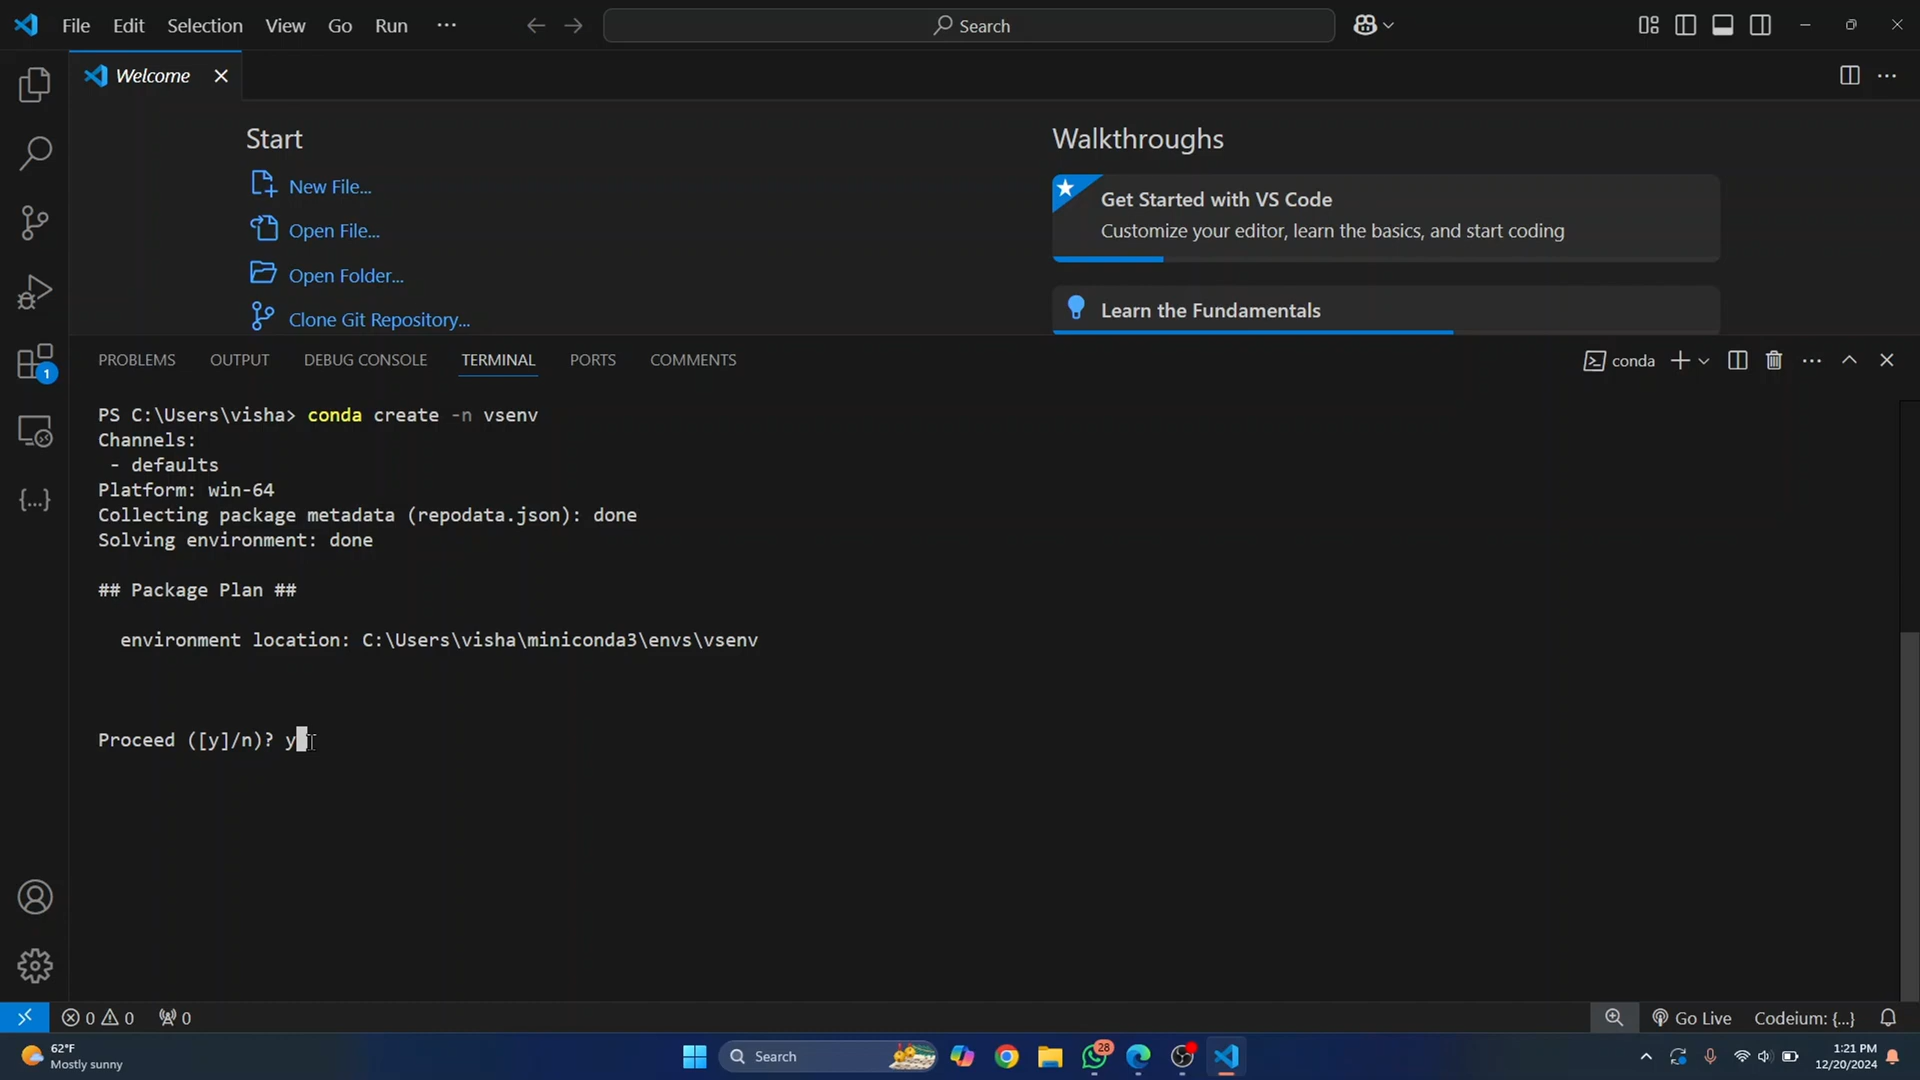 File Edit Selection View Go Run ··· Search
Welcome
Start
New File...
Open File...
Open Folder...
Clone Git Repository...
Walkthroughs
Get Started with VS Code
Customize your editor, learn the basics, and start coding
Learn the Fundamentals
1
PROBLEMS OUTPUT DEBUG CONSOLE TERMINAL PORTS COMMENTS conda
PS C:\Users\visha> conda create -n vsenv
Channels:
- defaults
Platform: win-64
Collecting package metadata (repodata.json): done
Solving environment: done
## Package Plan ##
environment location: C:\Users\visha\miniconda3\envs\vsenv
Proceed ([y]/n)? y
{...}
0 0 0 Go Live Codeium: {...}
62°F
Mostly sunny
Search
28
1:21 PM
12/20/2024